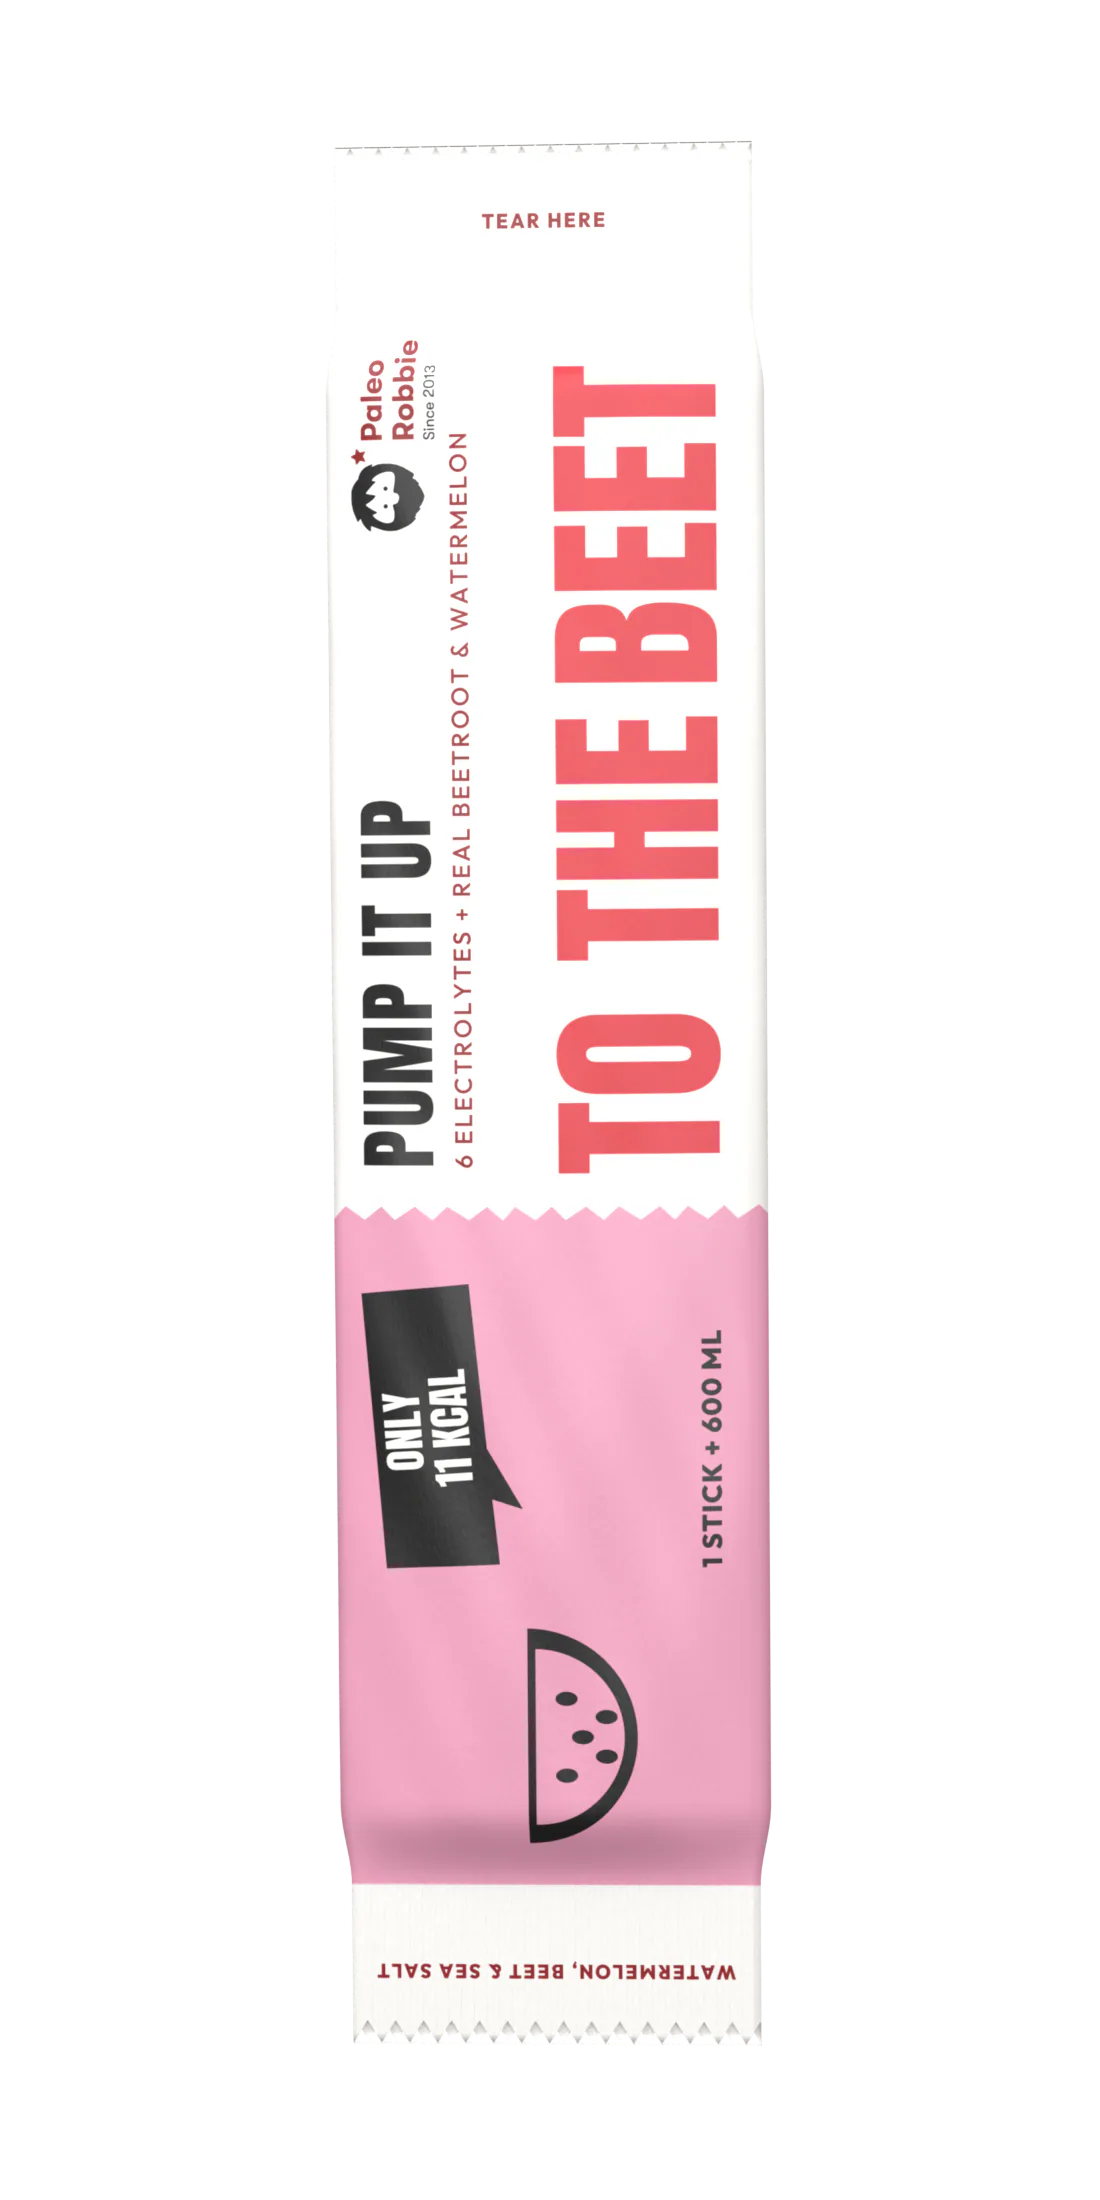 TEAR HERE
Paleo
Robbie
Since 2013
PUMP IT UP
6 ELECTROLYTES + REAL BEETROOT & WATERMELON
TO THE BEET
ONLY
11 KCAL
1 STICK + 600 ML
WATERMELON, BEET & SEA SALT